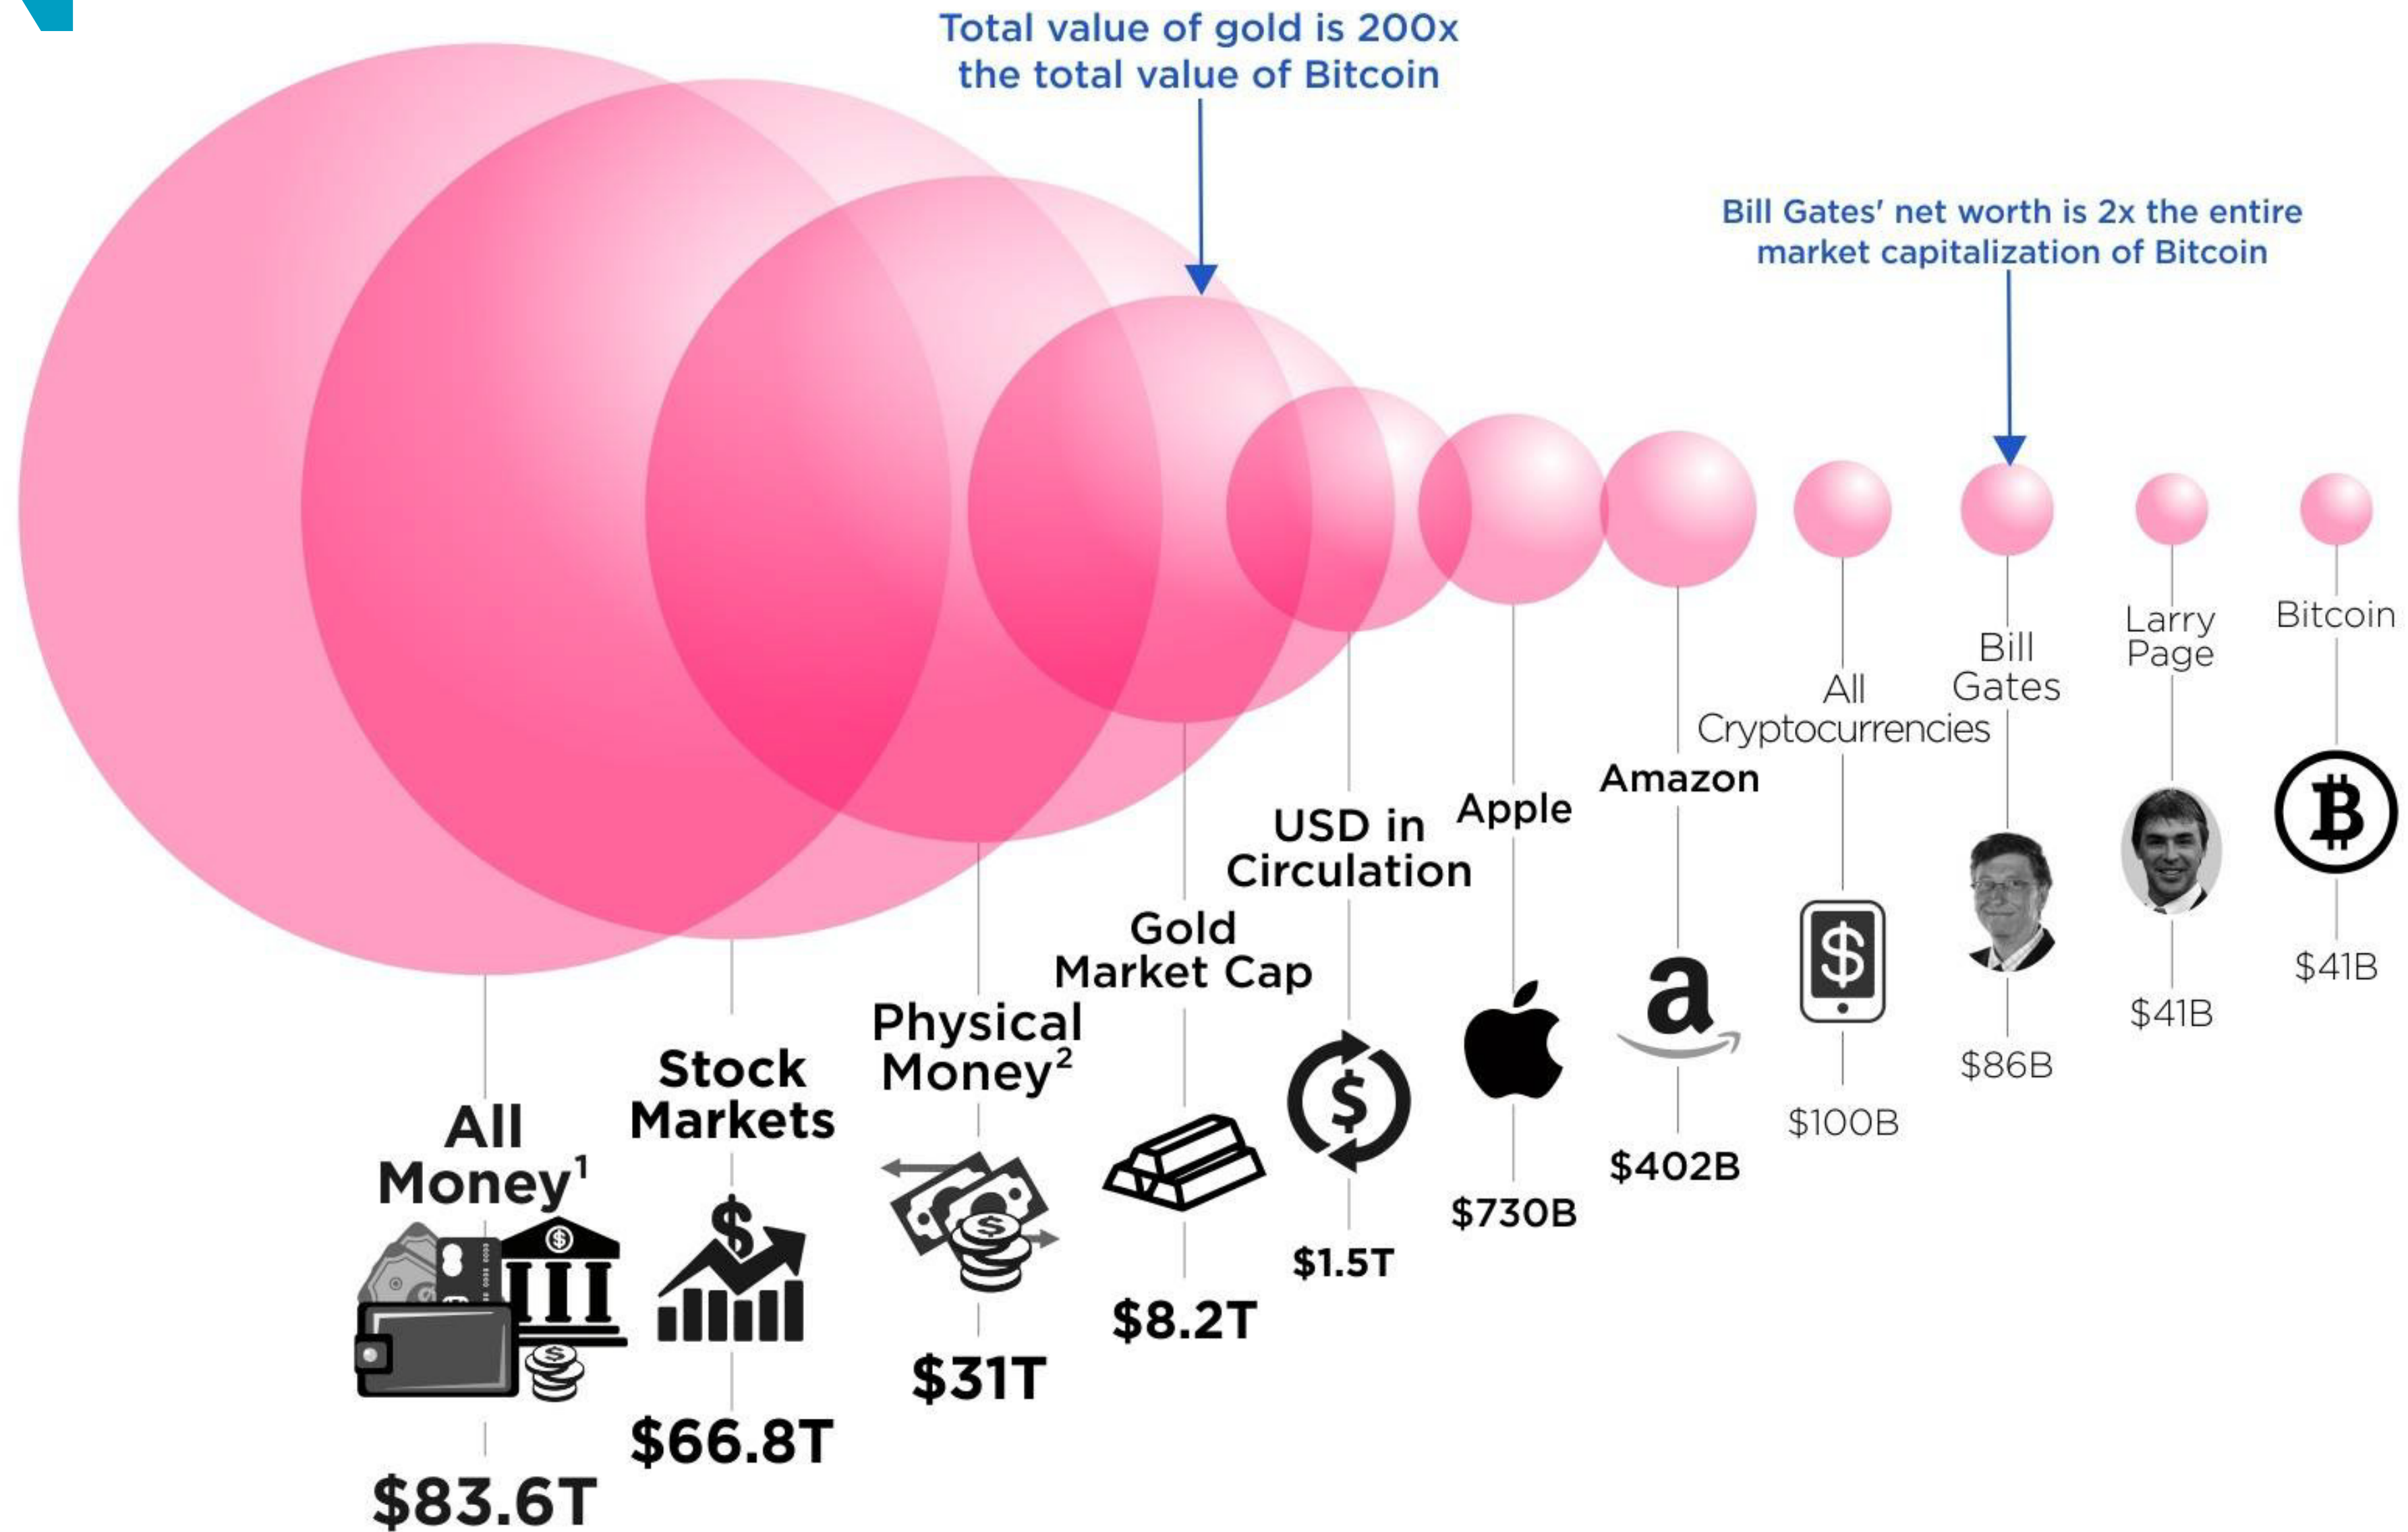 Total value of gold is 200x
the total value of Bitcoin
Bill Gates' net worth is 2x the entire
market capitalization of Bitcoin
All
Money¹
$83.6T
Stock
Markets
$66.8T
Physical
Money²
$31T
Gold
Market Cap
$8.2T
USD in
Circulation
$1.5T
Apple
$730B
Amazon
a
$402B
All
Cryptocurrencies
$100B
Bill
Gates
$86B
Larry
Page
$41B
Bitcoin
$41B